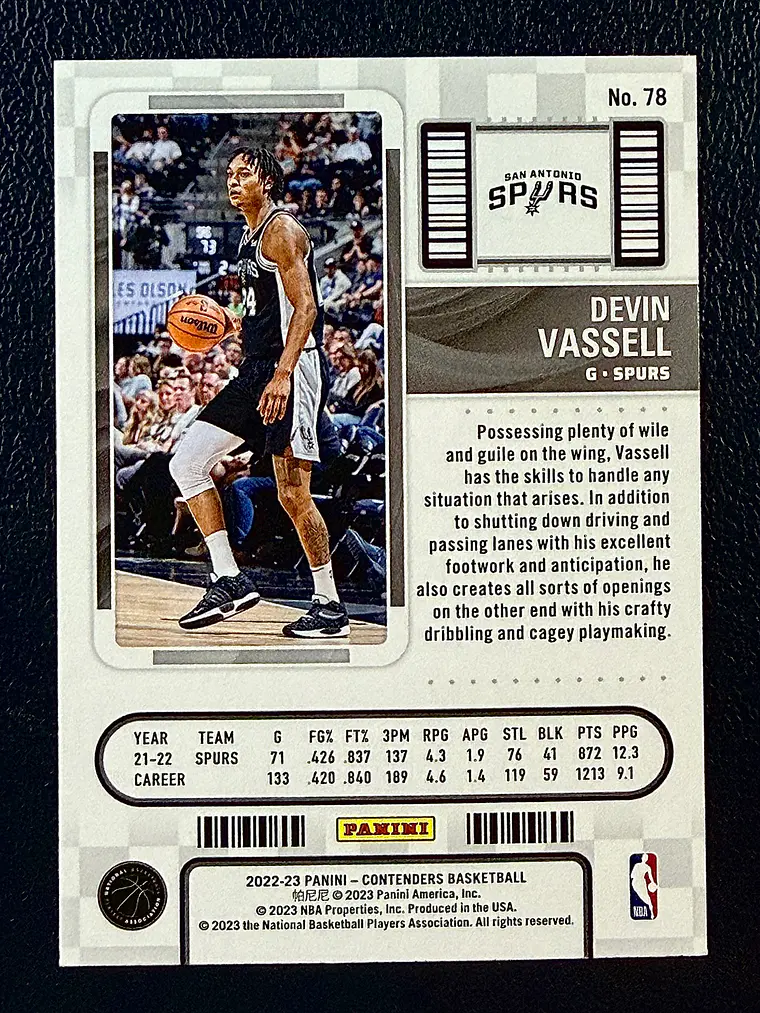 No. 78
SAN ANTONIO
SPURS
DEVIN
VASSELL
G • SPURS
Possessing plenty of wile
and guile on the wing, Vassell
has the skills to handle any
situation that arises. In addition
to shutting down driving and
passing lanes with his excellent
footwork and anticipation, he
also creates all sorts of openings
on the other end with his crafty
dribbling and cagey playmaking.
LES OLSON
Wilson
YEAR TEAM G FG% FT% 3PM RPG APG STL BLK PTS PPG
21-22 SPURS 71 .426 .837 137 4.3 1.9 76 41 872 12.3
CAREER 133 .420 .840 189 4.6 1.4 119 59 1213 9.1
PANINI
NATIONAL BASKETBALL ASSOCIATION
2022-23 PANINI – CONTENDERS BASKETBALL
帕尼尼 © 2023 Panini America, Inc.
© 2023 NBA Properties, Inc. Produced in the USA.
© 2023 the National Basketball Players Association. All rights reserved.
NBA